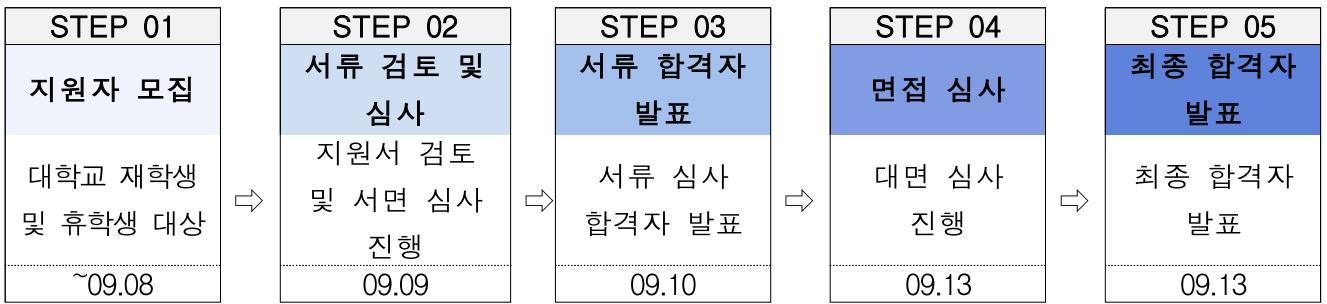 STEP 01
지원자 모집
대학교 재학생
및 휴학생 대상
~09.08
⇨
STEP 02
서류 검토 및
심사
지원서 검토
및 서면 심사
진행
09.09
⇨
STEP 03
서류 합격자
발표
서류 심사
합격자 발표
09.10
⇨
STEP 04
면접 심사
대면 심사
진행
09.13
⇨
STEP 05
최종 합격자
발표
최종 합격자
발표
09.13